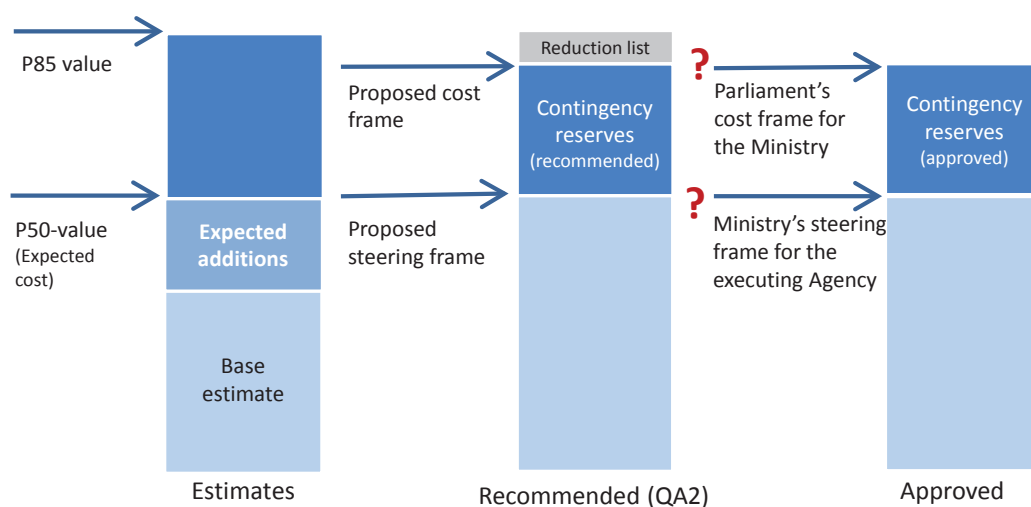 P85 value
P50-value
(Expected
cost)
Expected
additions
Base
estimate
Estimates
Proposed cost
frame
Proposed
steering frame
Reduction list
Contingency
reserves
(recommended)
Recommended (QA2)
?
?
Parliament’s
cost frame for
the Ministry
Ministry’s steering
frame for the
executing Agency
Contingency
reserves
(approved)
Approved